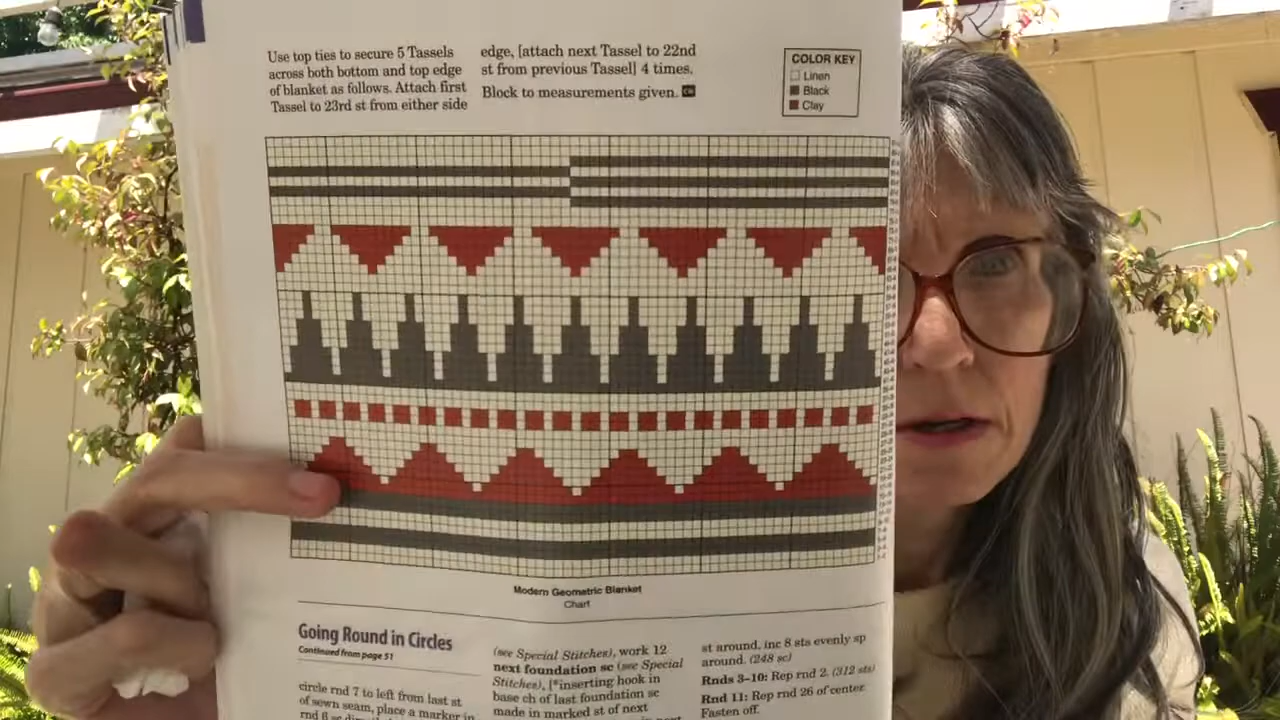 Use top ties to secure 5 Tassels
across both bottom and top edge
of blanket as follows. Attach first
Tassel to 23rd st from either side
edge, [attach next Tassel to 22nd
st from previous Tassel] 4 times.
Block to measurements given.
COLOR KEY
Linen
Black
Clay
Modern Geometric Blanket
Chart
Going Round in Circles
Continued from page 51
circle rnd 7 to left from last st
of sewn seam, place a marker in
(see Special Stitches), work 12
next foundation sc (see Special
Stitches), [*inserting hook in
base ch of last foundation sc
made in marked st of next
st around, inc 8 sts evenly sp
around. (248 sc)
Rnds 3–10: Rep rnd 2. (312 sts)
Rnd 11: Rep rnd 26 of center.
Fasten off.